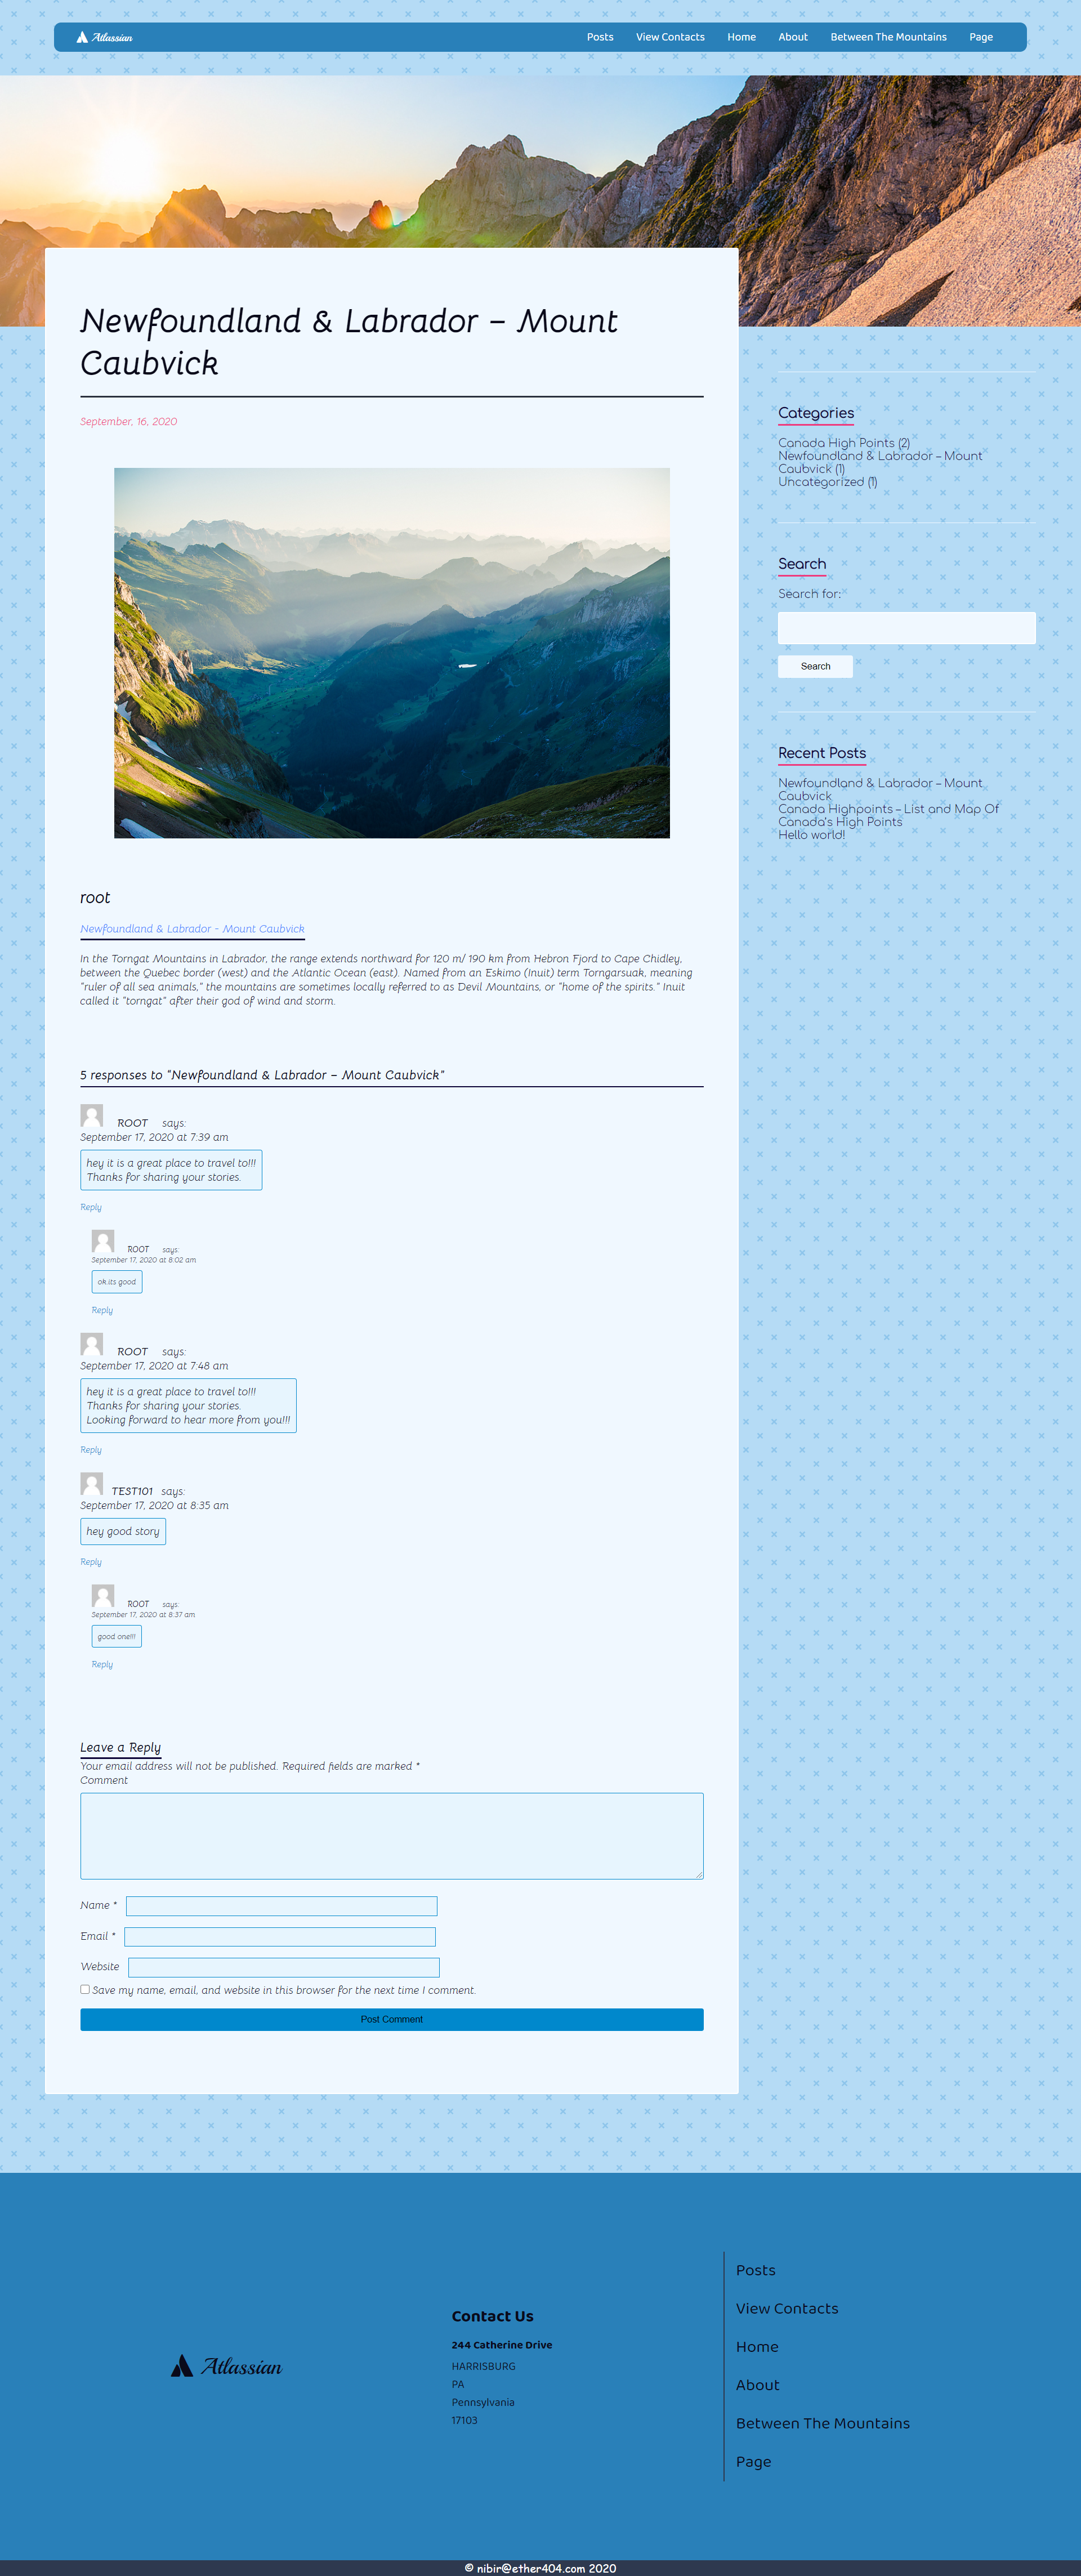 Atlassian
Posts View Contacts Home About Between The Mountains Page
Newfoundland & Labrador – Mount
Caubvick
September, 16, 2020
root
Newfoundland & Labrador - Mount Caubvick
In the Torngat Mountains in Labrador, the range extends northward for 120 m/ 190 km from Hebron Fjord to Cape Chidley,
between the Quebec border (west) and the Atlantic Ocean (east). Named from an Eskimo (Inuit) term Torngarsuak, meaning
"ruler of all sea animals," the mountains are sometimes locally referred to as Devil Mountains, or "home of the spirits." Inuit
called it "torngat" after their god of wind and storm.
5 responses to "Newfoundland & Labrador – Mount Caubvick"
ROOT says:
September 17, 2020 at 7:39 am
hey it is a great place to travel to!!!
Thanks for sharing your stories.
Reply
ROOT says:
September 17, 2020 at 8:02 am
ok.its good
Reply
ROOT says:
September 17, 2020 at 7:48 am
hey it is a great place to travel to!!!
Thanks for sharing your stories.
Looking forward to hear more from you!!!
Reply
TEST101 says:
September 17, 2020 at 8:35 am
hey good story
Reply
ROOT says:
September 17, 2020 at 8:37 am
good one!!!
Reply
Leave a Reply
Your email address will not be published. Required fields are marked *
Comment
Name *
Email *
Website
Save my name, email, and website in this browser for the next time I comment.
Post Comment
Categories
Canada High Points (2)
Newfoundland & Labrador – Mount
Caubvick (1)
Uncategorized (1)
Search
Search for:
Search
Recent Posts
Newfoundland & Labrador – Mount
Caubvick
Canada Highpoints – List and Map Of
Canada's High Points
Hello world!
Atlassian
Contact Us
244 Catherine Drive
HARRISBURG
PA
Pennsylvania
17103
Posts
View Contacts
Home
About
Between The Mountains
Page
© nibir@ether404.com 2020